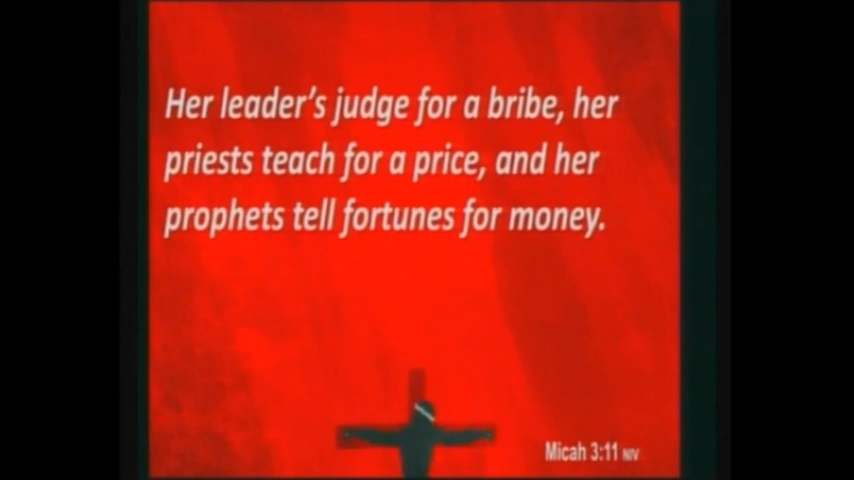 Her leader's judge for a bribe, her
priests teach for a price, and her
prophets tell fortunes for money.
Micah 3:11 NIV